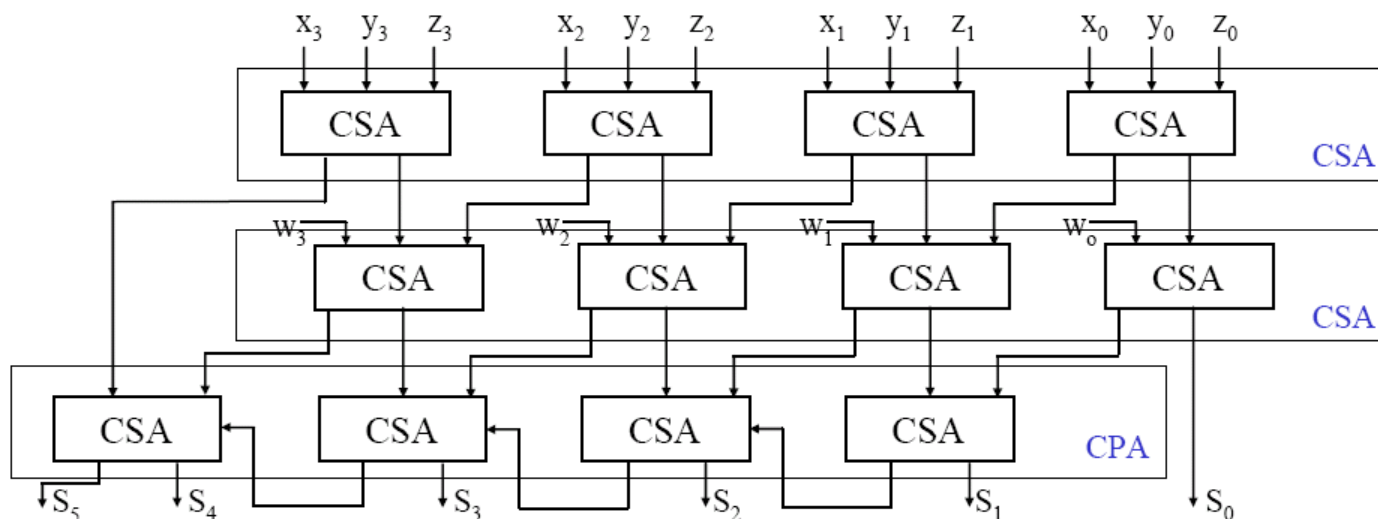 x₃ y₃ z₃ x₂ y₂ z₂ x₁ y₁ z₁ x₀ y₀ z₀
CSA CSA CSA CSA
CSA
w₃ w₂ w₁ wₒ
CSA CSA CSA CSA
CSA
CSA CSA CSA CSA
CPA
S₅ S₄ S₃ S₂ S₁ S₀